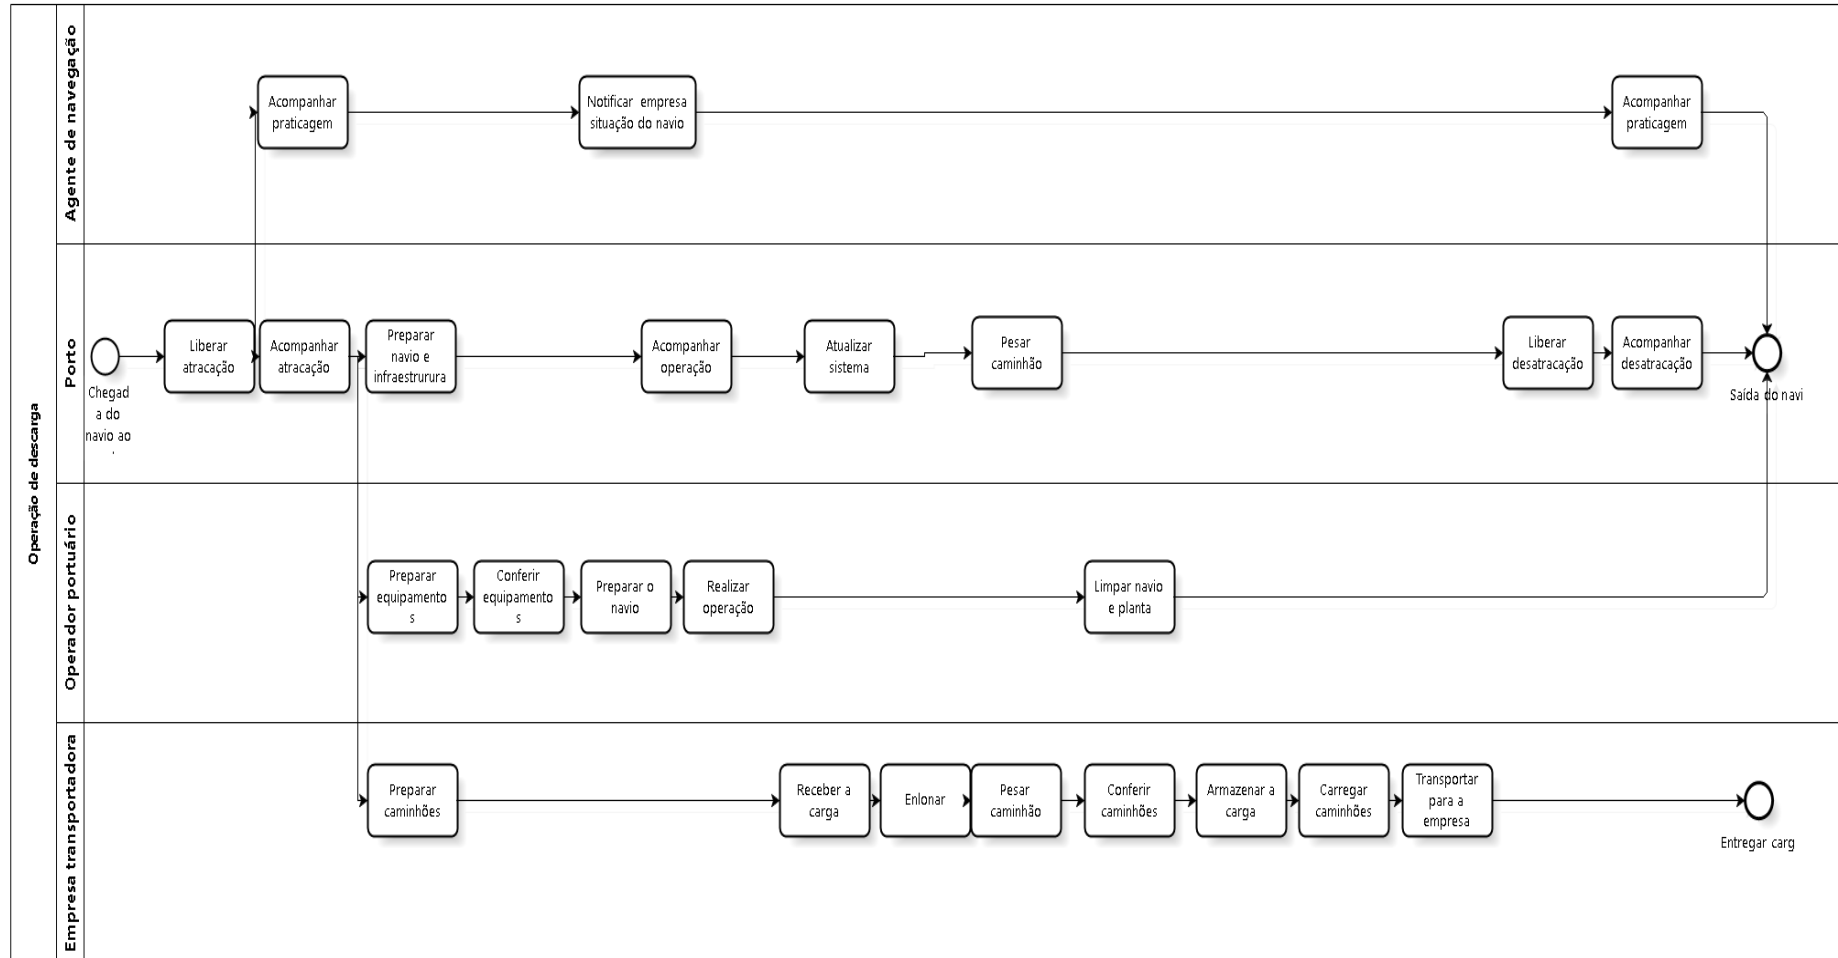 Operação de descarga
Agente de navegação
Acompanhar
praticagem
Notificar empresa
situação do navio
Acompanhar
praticagem
Porto
Chegad
a do
navio ao
Liberar
atracação
Acompanhar
atracação
Preparar
navio e
infraestrurura
Acompanhar
operação
Atualizar
sistema
Pesar
caminhão
Liberar
desatracação
Acompanhar
desatracação
Saída do navi
Operador portuário
Preparar
equipamento
s
Conferir
equipamento
s
Preparar o
navio
Realizar
operação
Limpar navio
e planta
Empresa transportadora
Preparar
caminhões
Receber a
carga
Enlonar
Pesar
caminhão
Conferir
caminhões
Armazenar a
carga
Carregar
caminhões
Transportar
para a
empresa
Entregar carg